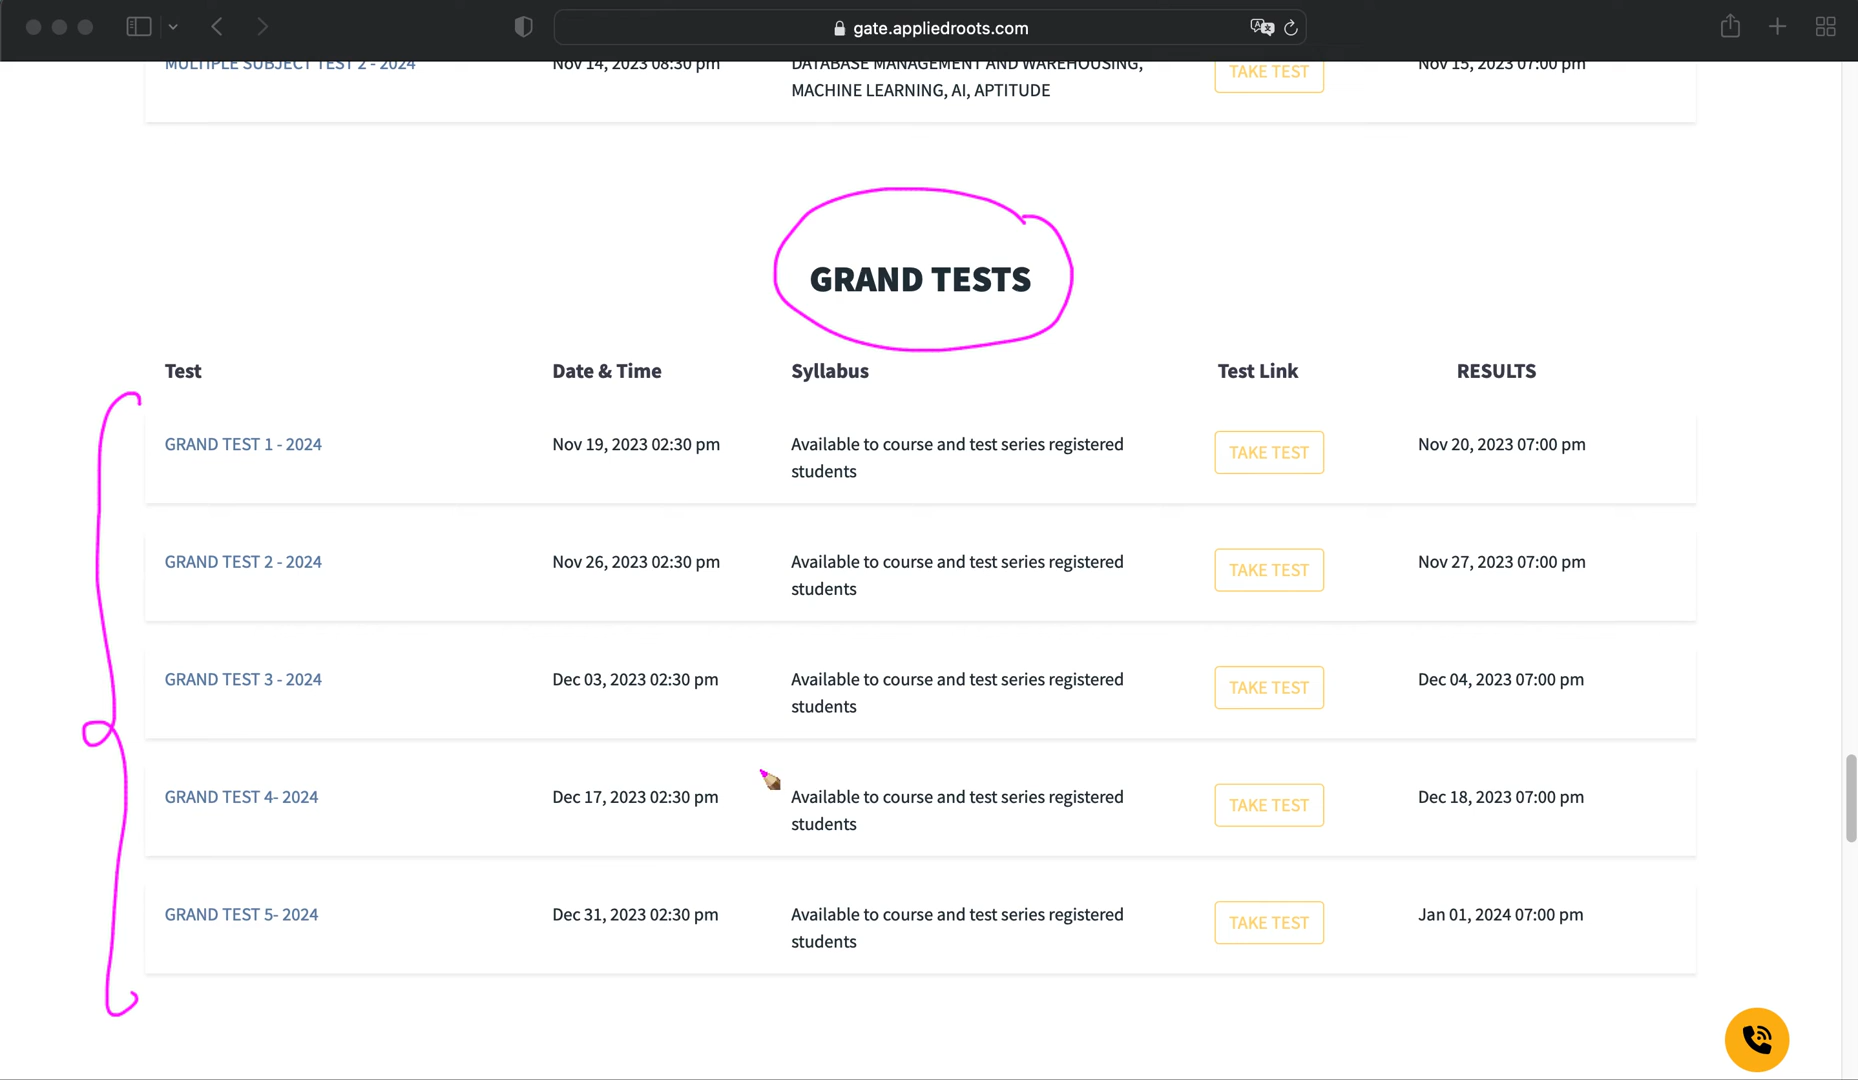 gate.appliedroots.com
MULTIPLE SUBJECT TEST 2 - 2024 Nov 14, 2023 08:30 pm DATABASE MANAGEMENT AND WAREHOUSING, TAKE TEST Nov 15, 2023 07:00 pm
MACHINE LEARNING, AI, APTITUDE
GRAND TESTS
Test Date & Time Syllabus Test Link RESULTS
GRAND TEST 1 - 2024 Nov 19, 2023 02:30 pm Available to course and test series registered TAKE TEST Nov 20, 2023 07:00 pm
students
GRAND TEST 2 - 2024 Nov 26, 2023 02:30 pm Available to course and test series registered TAKE TEST Nov 27, 2023 07:00 pm
students
GRAND TEST 3 - 2024 Dec 03, 2023 02:30 pm Available to course and test series registered TAKE TEST Dec 04, 2023 07:00 pm
students
GRAND TEST 4- 2024 Dec 17, 2023 02:30 pm Available to course and test series registered TAKE TEST Dec 18, 2023 07:00 pm
students
GRAND TEST 5- 2024 Dec 31, 2023 02:30 pm Available to course and test series registered TAKE TEST Jan 01, 2024 07:00 pm
students